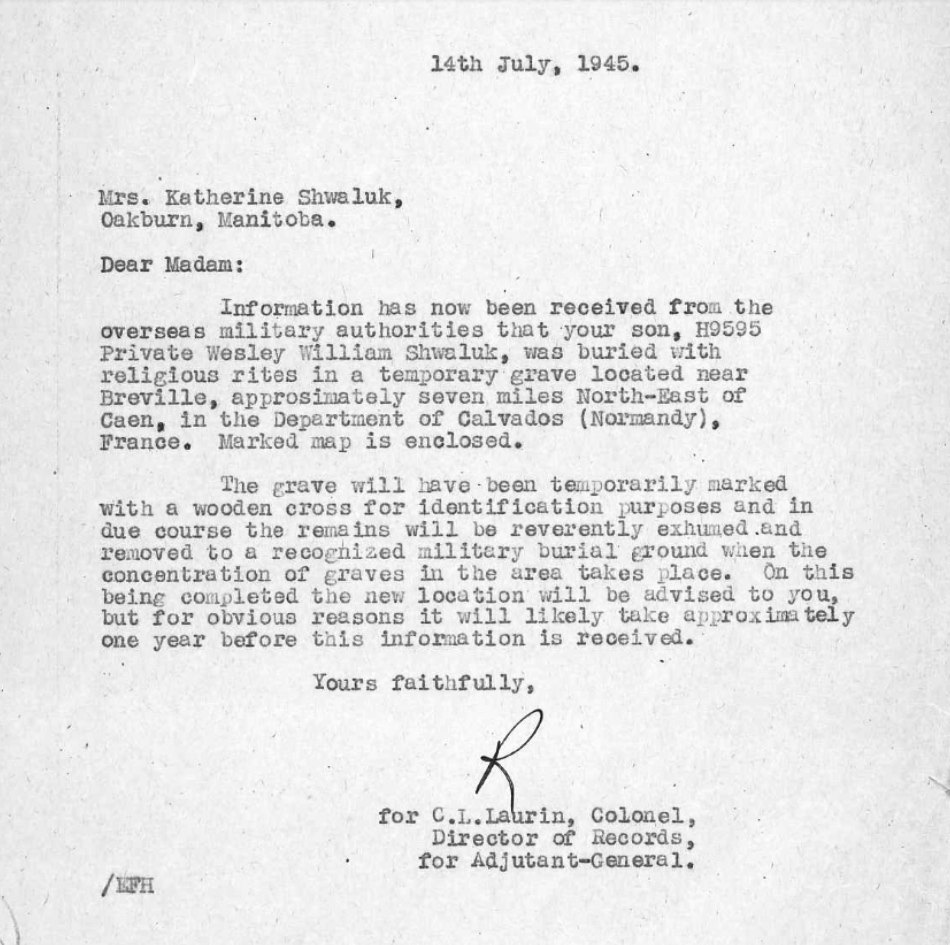 14th July, 1945.
Mrs. Katherine Shwaluk,
Oakburn, Manitoba.
Dear Madam:
Information has now been received from the
overseas military authorities that your son, H9595
Private Wesley William Shwaluk, was buried with
religious rites in a temporary grave located near
Breville, approsimately seven miles North-East of
Caen, in the Department of Calvados (Normandy),
France. Marked map is enclosed.
The grave will have been temporarily marked
with a wooden cross for identification purposes and in
due course the remains will be reverently exhumed and
removed to a recognized military burial ground when the
concentration of graves in the area takes place. On this
being completed the new location will be advised to you,
but for obvious reasons it will likely take approximately
one year before this information is received.
Yours faithfully,
R
for C.L.Laurin, Colonel,
Director of Records,
for Adjutant-General.
/EFH